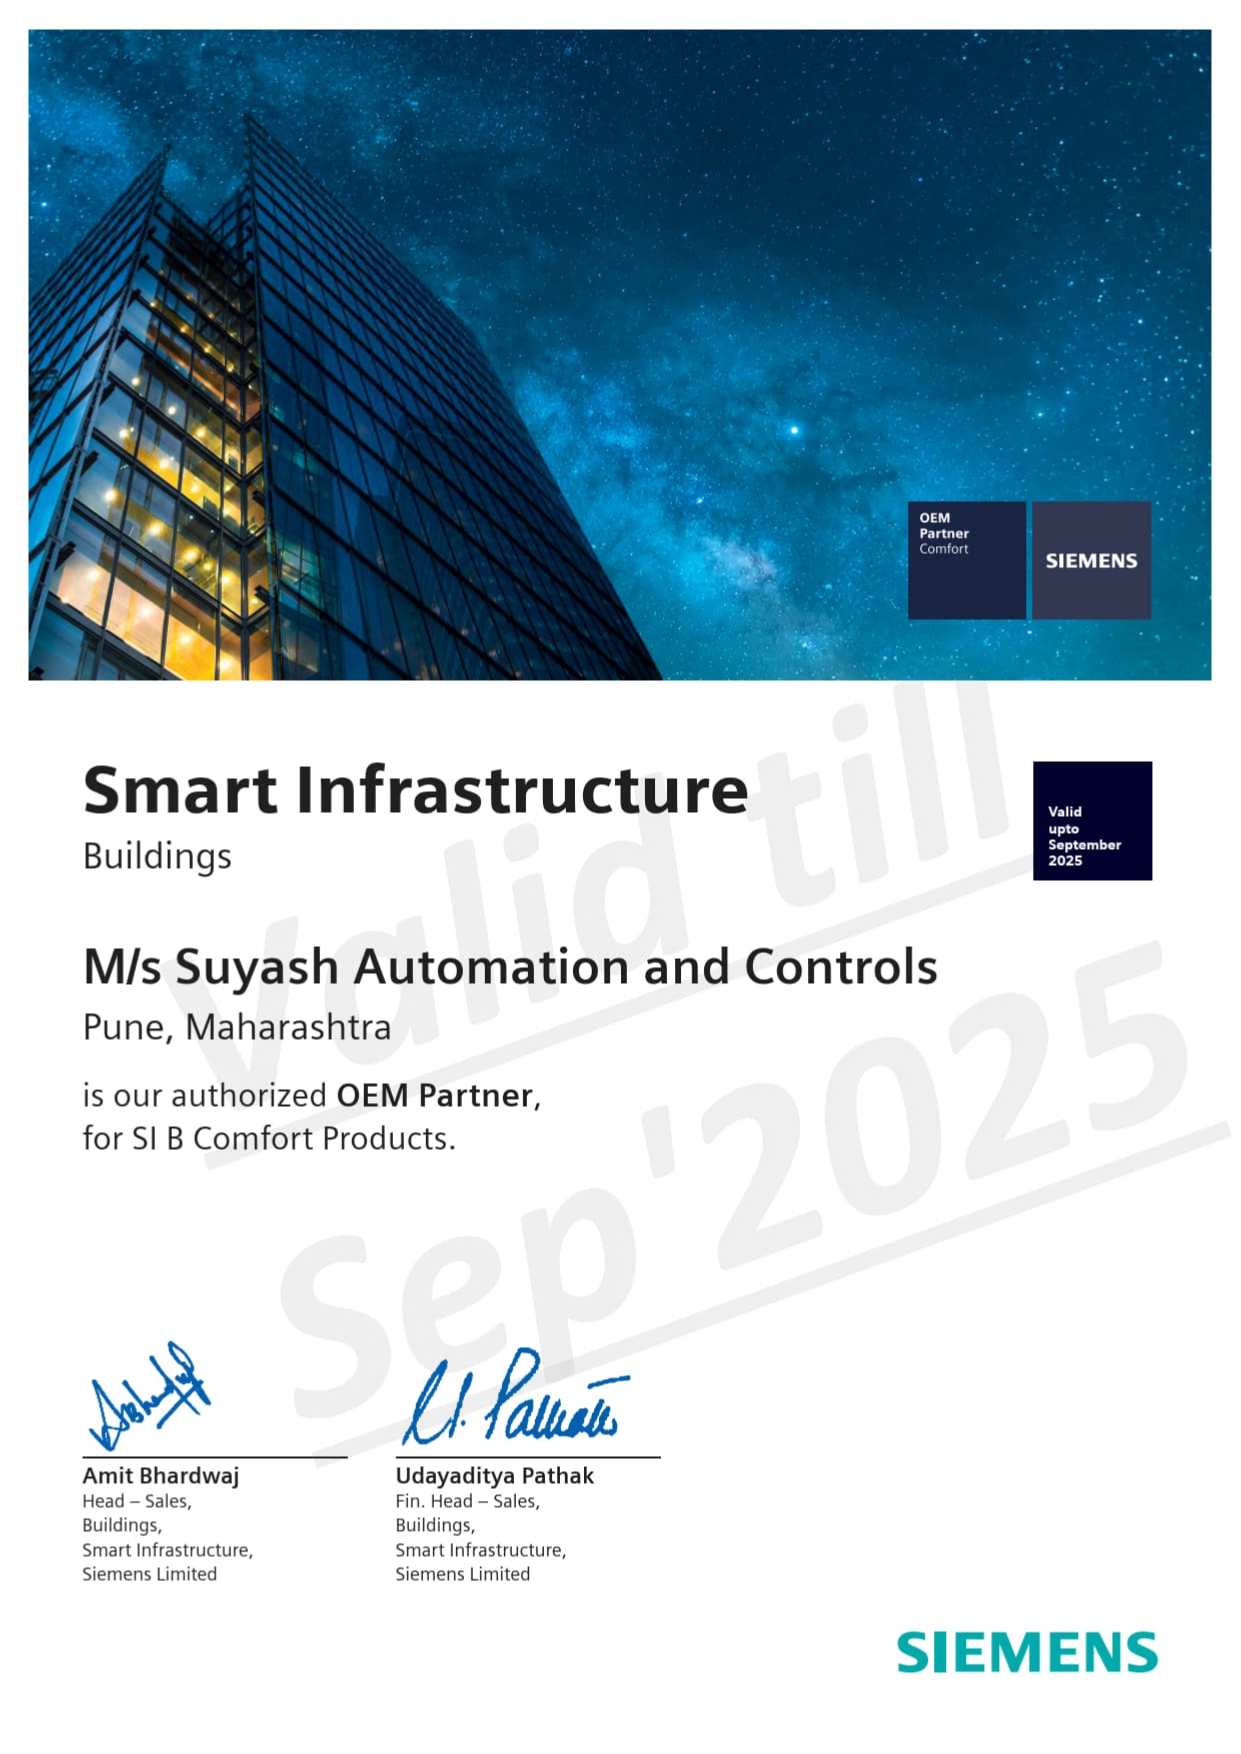 OEM
Partner
Comfort
SIEMENS
Valid till
Sep'2025
Smart Infrastructure
Buildings
Valid
upto
September
2025
M/s Suyash Automation and Controls
Pune, Maharashtra
is our authorized OEM Partner,
for SI B Comfort Products.
Amit Bhardwaj
Head – Sales,
Buildings,
Smart Infrastructure,
Siemens Limited
Udayaditya Pathak
Fin. Head – Sales,
Buildings,
Smart Infrastructure,
Siemens Limited
SIEMENS